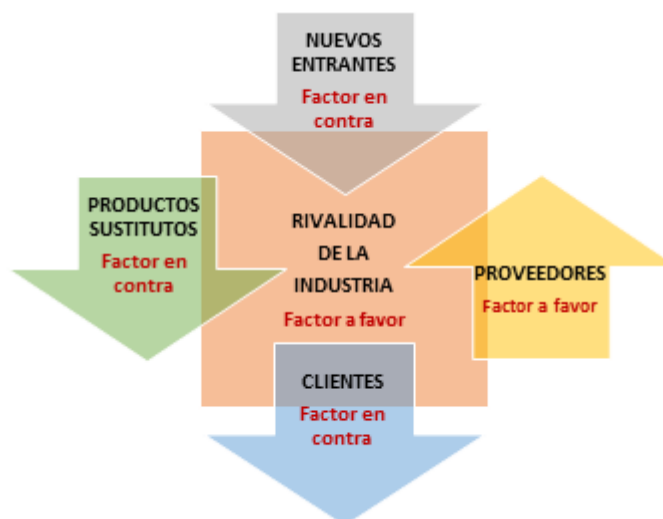 NUEVOS
ENTRANTES
Factor en
contra
PRODUCTOS
SUSTITUTOS
Factor en
contra
RIVALIDAD
DE LA
INDUSTRIA
Factor a favor
PROVEEDORES
Factor a favor
CLIENTES
Factor en
contra